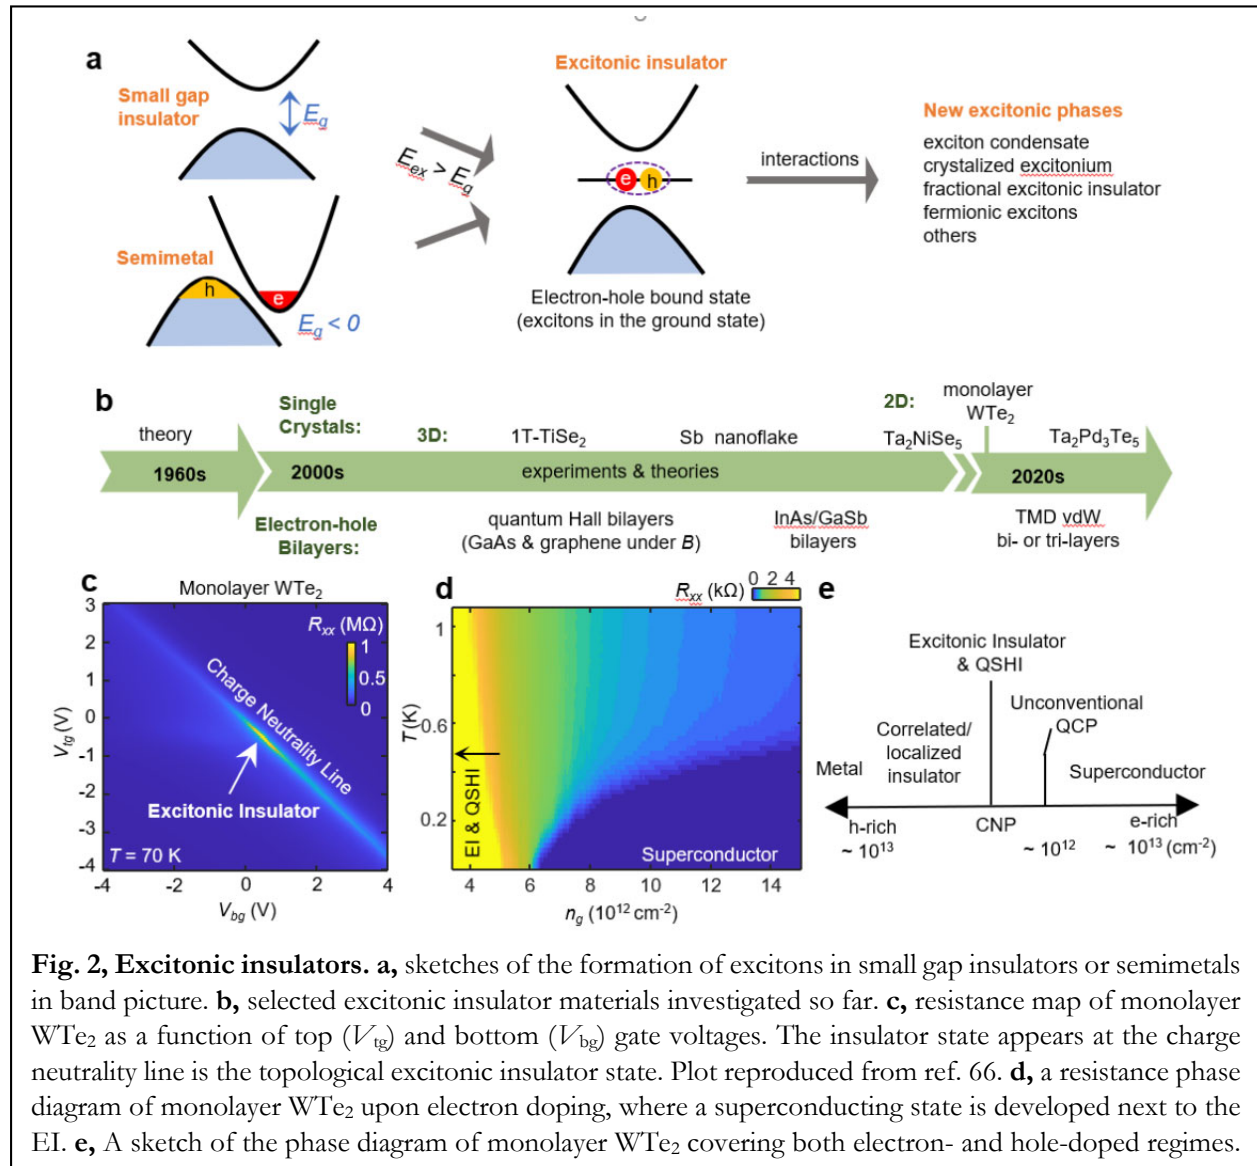 a
Small gap
insulator
E_g
Semimetal
h
e
E_g < 0
E_ex > E_g
Excitonic insulator
e h
Electron-hole bound state
(excitons in the ground state)
interactions
New excitonic phases
exciton condensate
crystalized excitonium
fractional excitonic insulator
fermionic excitons
others
b
theory
1960s
Single
Crystals:
2000s
3D:
1T-TiSe₂
Sb nanoflake
2D:
Ta₂NiSe₅
monolayer
WTe₂
Ta₂Pd₃Te₅
experiments & theories
2020s
Electron-hole
Bilayers:
quantum Hall bilayers
(GaAs & graphene under B)
InAs/GaSb
bilayers
TMD vdW
bi- or tri-layers
c
Monolayer WTe₂
R_xx (MΩ)
1
0.5
0
Charge Neutrality Line
Excitonic Insulator
T = 70 K
V_tg (V)
3
2
1
0
-1
-2
-3
-4
-4 -2 0 2 4
V_bg (V)
d
R_xx (kΩ) 0 2 4
T (K)
1
0.6
0.2
EI & QSHI
Superconductor
4 6 8 10 12 14
n_g (10¹² cm⁻²)
e
Excitonic Insulator
& QSHI
Unconventional
QCP
Correlated/
localized
insulator
Metal
Superconductor
h-rich
~ 10¹³
CNP
~ 10¹²
e-rich
~ 10¹³ (cm⁻²)
Fig. 2, Excitonic insulators. a, sketches of the formation of excitons in small gap insulators or semimetals
in band picture. b, selected excitonic insulator materials investigated so far. c, resistance map of monolayer
WTe₂ as a function of top (V_tg) and bottom (V_bg) gate voltages. The insulator state appears at the charge
neutrality line is the topological excitonic insulator state. Plot reproduced from ref. 66. d, a resistance phase
diagram of monolayer WTe₂ upon electron doping, where a superconducting state is developed next to the
EI. e, A sketch of the phase diagram of monolayer WTe₂ covering both electron- and hole-doped regimes.